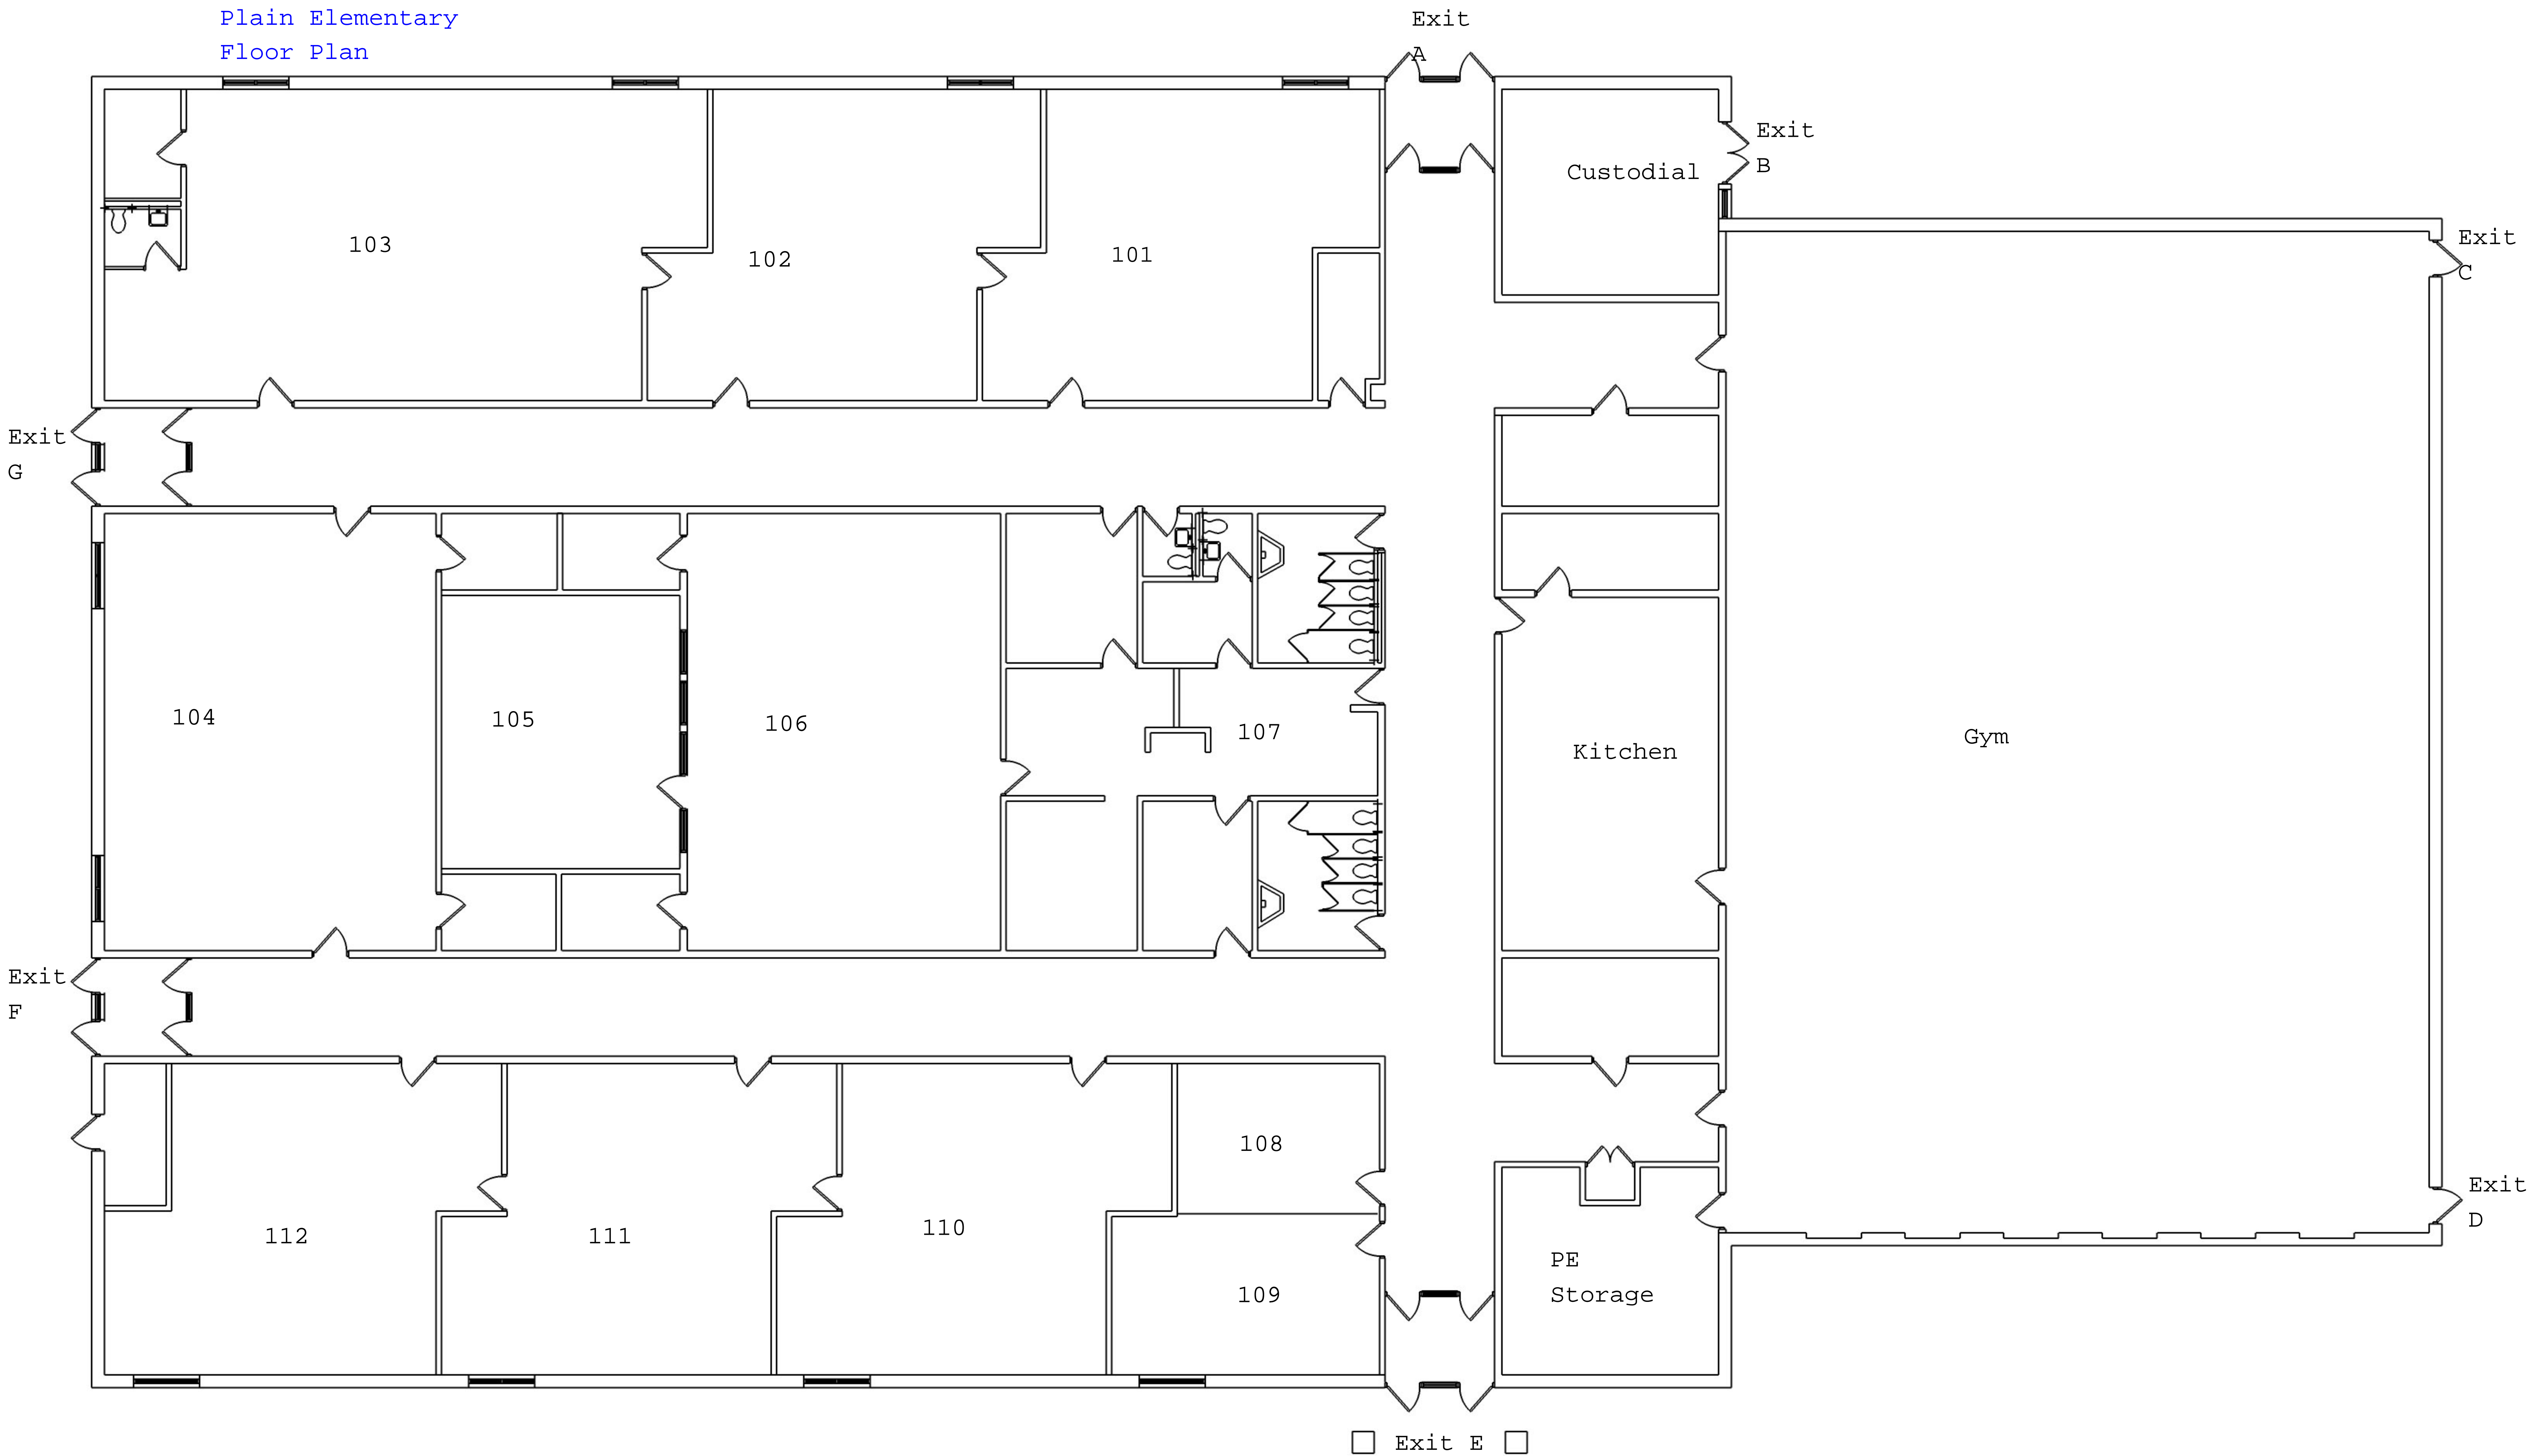 Plain Elementary
Floor Plan
Exit
A
Exit
B
Custodial
Exit
C
103
102
101
Exit
G
104
105
106
107
Kitchen
Gym
Exit
F
108
112
111
110
109
PE
Storage
Exit
D
Exit E